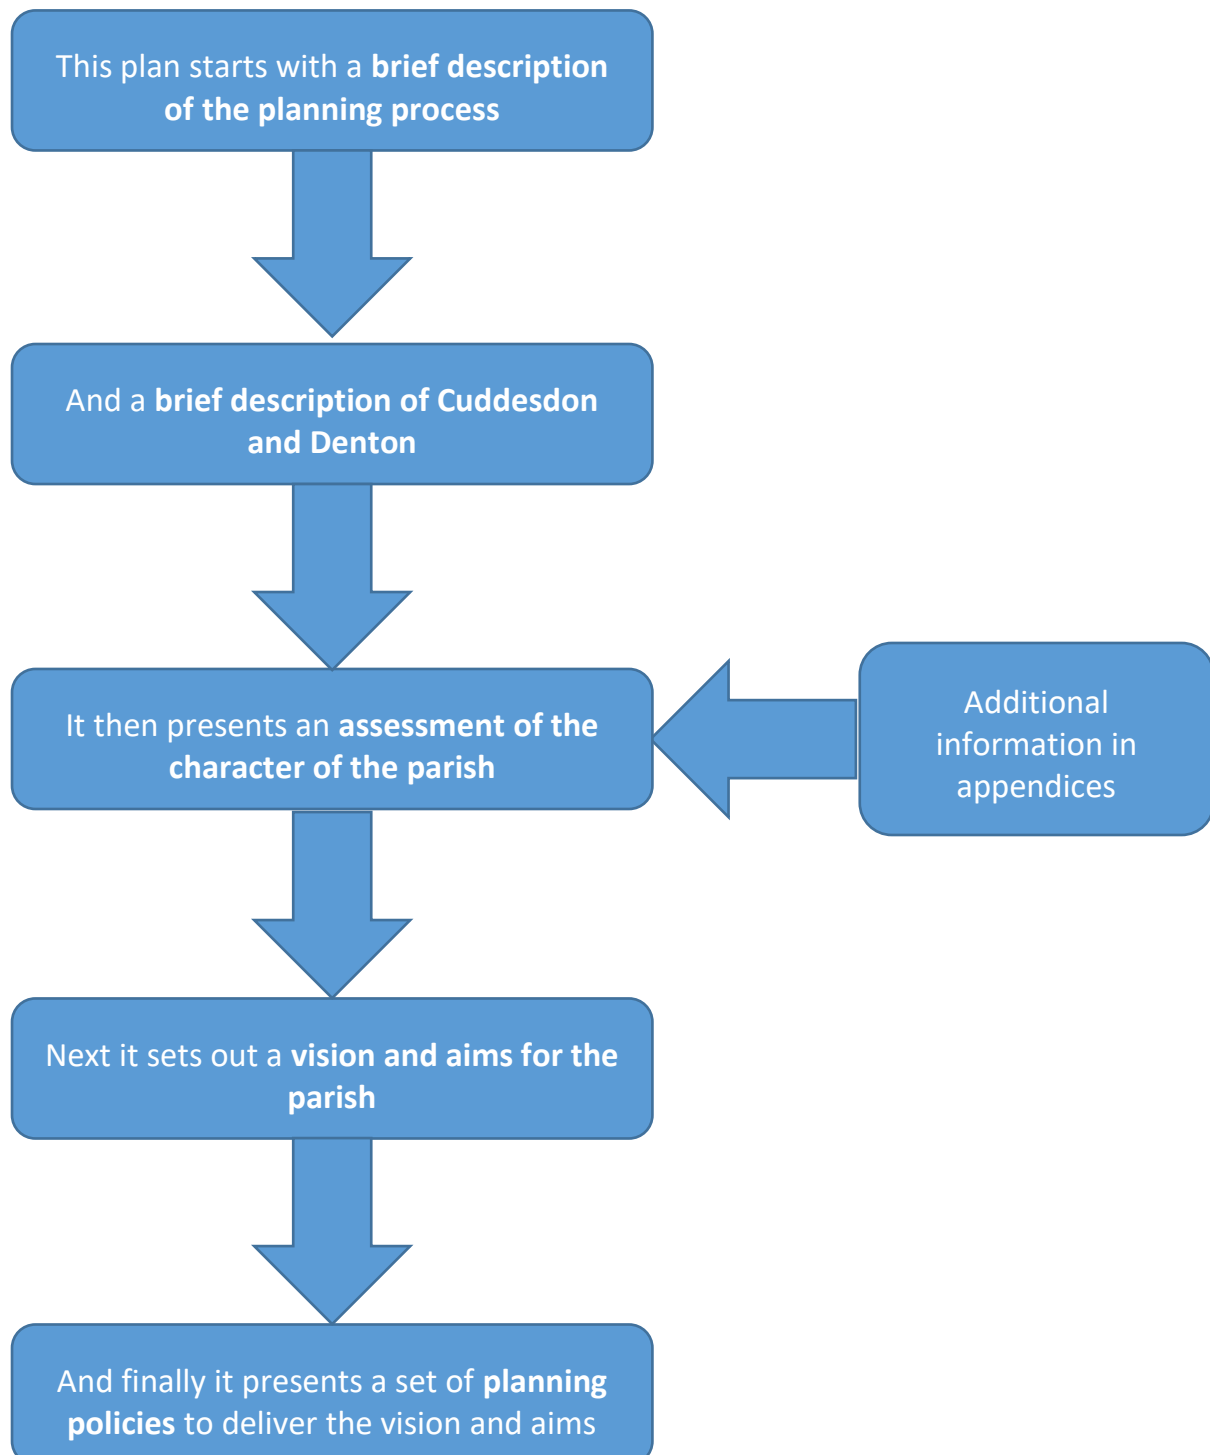 This plan starts with a brief description
of the planning process
And a brief description of Cuddesdon
and Denton
It then presents an assessment of the
character of the parish
Additional
information in
appendices
Next it sets out a vision and aims for the
parish
And finally it presents a set of planning
policies to deliver the vision and aims